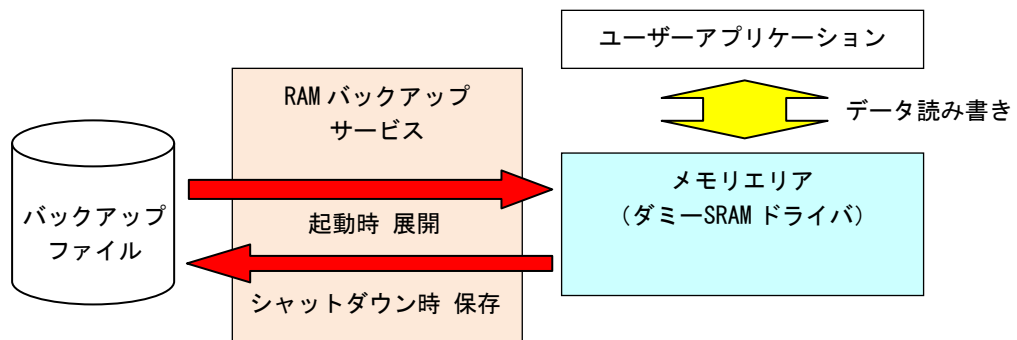 ユーザーアプリケーション
RAM バックアップ
サービス
データ読み書き
メモリエリア
(ダミーSRAM ドライバ)
バックアップ
ファイル
起動時 展開
シャットダウン時 保存